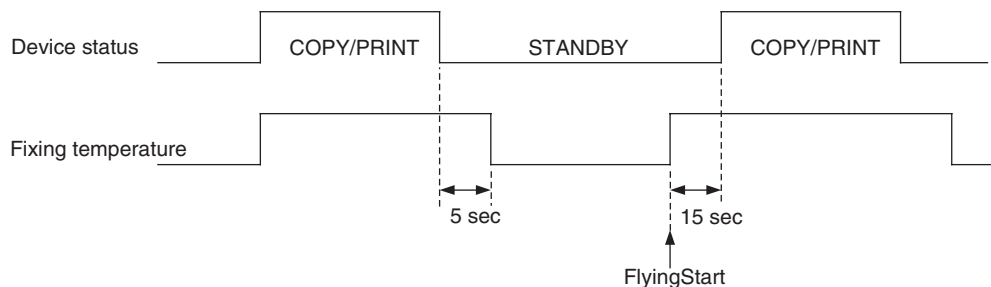 Device status
COPY/PRINT
STANDBY
COPY/PRINT
Fixing temperature
5 sec
15 sec
FlyingStart